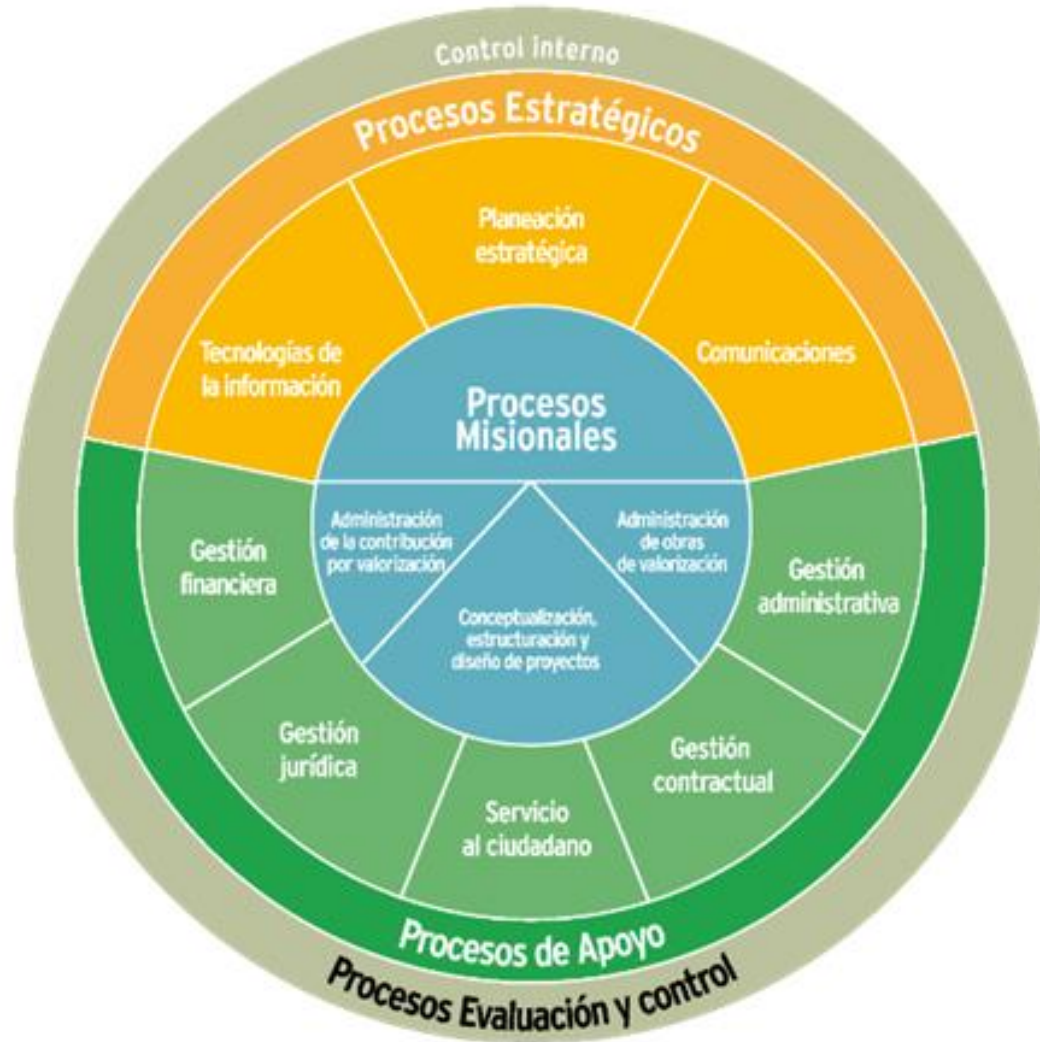 Control interno
Procesos Estratégicos
Planeación
estratégica
Tecnologías de
la información
Comunicaciones
Procesos
Misionales
Administración
de la contribución
por valorización
Administración
de obras
de valorización
Conceptualización,
estructuración y
diseño de proyectos
Gestión
financiera
Gestión
administrativa
Gestión
jurídica
Gestión
contractual
Servicio
al ciudadano
Procesos de Apoyo
Procesos Evaluación y control